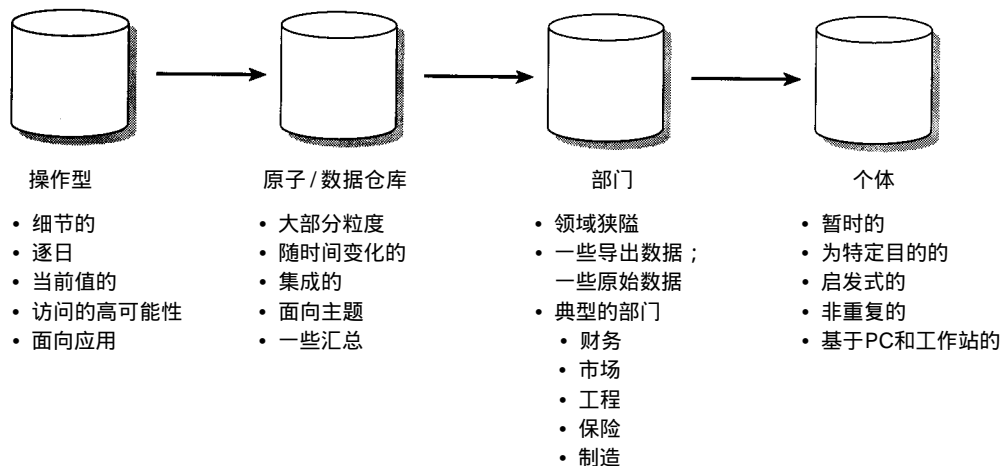 操作型
• 细节的
• 逐日
• 当前值的
• 访问的高可能性
• 面向应用
原子/数据仓库
• 大部分粒度
• 随时间变化的
• 集成的
• 面向主题
• 一些汇总
部门
• 领域狭隘
• 一些导出数据；
一些原始数据
• 典型的部门
• 财务
• 市场
• 工程
• 保险
• 制造
个体
• 暂时的
• 为特定目的的
• 启发式的
• 非重复的
• 基于PC和工作站的